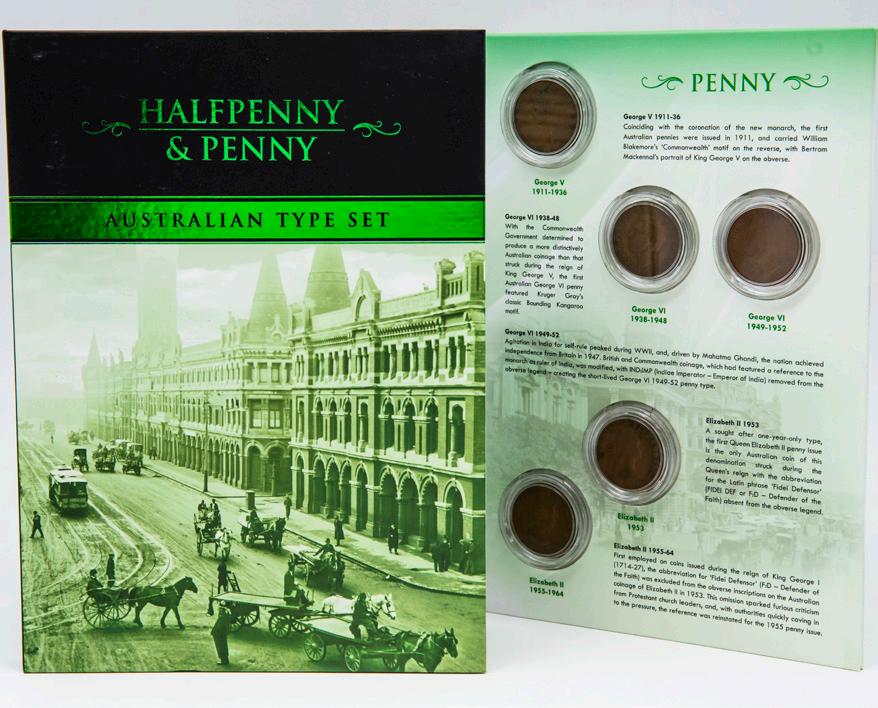 HALFPENNY
& PENNY
AUSTRALIAN TYPE SET
PENNY
George V 1911-36
Coinciding with the coronation of the new monarch, the first
Australian pennies were issued in 1911, and carried William
Blakemore's 'Commonwealth' motif on the reverse, with Bertram
Mackennal's portrait of King George V on the obverse.
George V
1911-1936
George VI 1938-48
With the Commonwealth
Government determined to
produce a more distinctively
Australian coinage than that
struck during the reign of
King George V, the first
Australian George VI penny
featured Kruger Gray's
classic Bounding Kangaroo
motif.
George VI
1938-1948
George VI
1949-1952
George VI 1949-52
Aghitation in India for self-rule peaked during WWII, and, driven by Mahatma Ghandi, the nation achieved
independence from Britain in 1947. British and Commonwealth coinage, which had featured a reference to the
monarch as ruler of India, was modified, with IND:IMP (Indiae Imperator – Emperor of India) removed from the
obverse legend – creating the short-lived George VI 1949-52 penny type.
Elizabeth II 1953
A sought after one-year-only type,
the first Queen Elizabeth II penny issue
is the only Australian coin of this
denomination struck during the
Queen's reign with the abbreviation
for the Latin phrase 'Fidei Defensor'
(FIDEI DEF or F:D – Defender of the
Faith) absent from the obverse legend.
Elizabeth II
1953
Elizabeth II
1955-1964
Elizabeth II 1955-64
First employed on coins issued during the reign of King George I
(1714-27), the abbreviation for 'Fidei Defensor' (F:D – Defender of
the Faith) was excluded from the obverse inscriptions on the Australian
coinage of Elizabeth II in 1953. This omission sparked furious criticism
from Protestant church leaders, and, with authorities quickly caving in
to the pressure, the reference was reinstated for the 1955 penny issue.